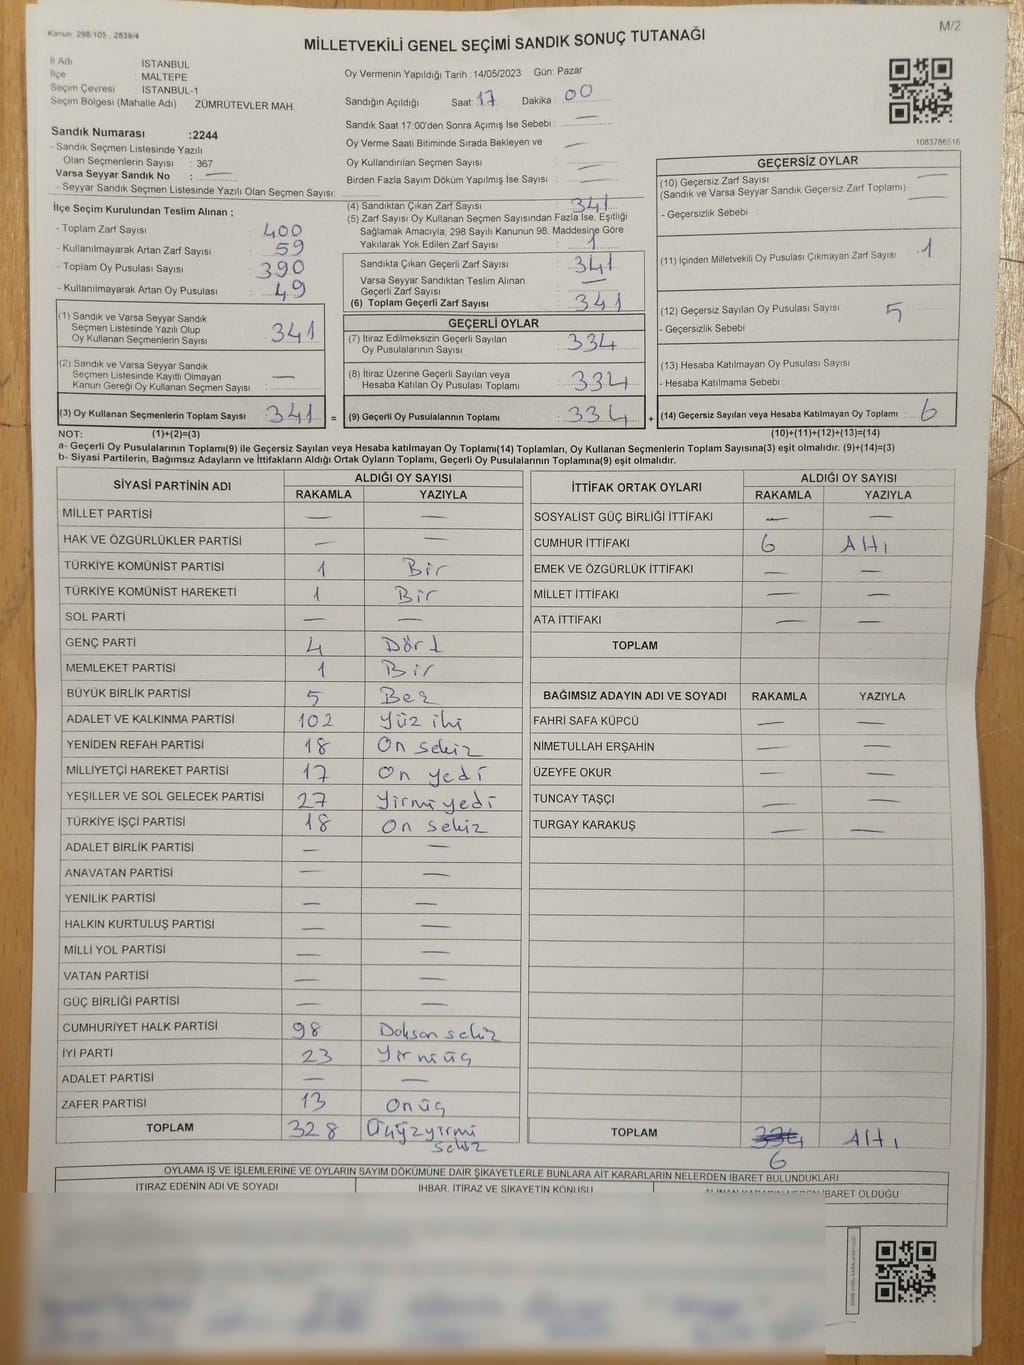 Kanun 298/105, 2839/4
M/2
MİLLETVEKİLİ GENEL SEÇİMİ SANDIK SONUÇ TUTANAĞI
İl Adı İSTANBUL
İlçe MALTEPE
Seçim Çevresi : İSTANBUL-1
Seçim Bölgesi (Mahalle Adı) : ZÜMRÜTEVLER MAH.
Sandık Numarası :2244
- Sandık Seçmen Listesinde Yazılı
Olan Seçmenlerin Sayısı : 367
Varsa Seyyar Sandık No : —
- Seyyar Sandık Seçmen Listesinde Yazılı Olan Seçmen Sayısı:
Oy Vermenin Yapıldığı Tarih :14/05/2023 Gün: Pazar
Sandığın Açıldığı Saat: 17 Dakika : 00
Sandık Saat 17:00'den Sonra Açımış İse Sebebi : —
Oy Verme Saati Bitiminde Sırada Bekleyen ve —
Oy Kullandırılan Seçmen Sayısı : —
Birden Fazla Sayım Döküm Yapılmış İse Sayısı : —
1083786516
İlçe Seçim Kurulundan Teslim Alınan ;
- Toplam Zarf Sayısı : 400
- Kullanılmayarak Artan Zarf Sayısı : 59
- Toplam Oy Pusulası Sayısı : 390
- Kullanılmayarak Artan Oy Pusulası : 49
(1) Sandık ve Varsa Seyyar Sandık
Seçmen Listesinde Yazılı Olup
Oy Kullanan Seçmenlerin Sayısı : 341
(2) Sandık ve Varsa Seyyar Sandık
Seçmen Listesinde Kayıtlı Olmayan
Kanun Gereği Oy Kullanan Seçmen Sayısı : —
(3) Oy Kullanan Seçmenlerin Toplam Sayısı : 341 =
(4) Sandıktan Çıkan Zarf Sayısı : 341
(5) Zarf Sayısı Oy Kullanan Seçmen Sayısından Fazla İse, Eşitliği
Sağlamak Amacıyla, 298 Sayılı Kanunun 98. Maddesine Göre
Yakılarak Yok Edilen Zarf Sayısı : 1
Sandıkta Çıkan Geçerli Zarf Sayısı : 341
Varsa Seyyar Sandıktan Teslim Alınan
Geçerli Zarf Sayısı : —
(6) Toplam Geçerli Zarf Sayısı : 341
GEÇERLİ OYLAR
(7) İtiraz Edilmeksizin Geçerli Sayılan
Oy Pusulalarının Sayısı : 334
(8) İtiraz Üzerine Geçerli Sayılan veya
Hesaba Katılan Oy Pusulası Toplamı : 334
(9) Geçerli Oy Pusulalarının Toplamı : 334 +
GEÇERSİZ OYLAR
(10) Geçersiz Zarf Sayısı : —
(Sandık ve Varsa Seyyar Sandık Geçersiz Zarf Toplamı)
- Geçersizlik Sebebi :
(11) İçinden Milletvekili Oy Pusulası Çıkmayan Zarf Sayısı : 1
(12) Geçersiz Sayılan Oy Pusulası Sayısı : 5
- Geçersizlik Sebebi :
(13) Hesaba Katılmayan Oy Pusulası Sayısı :
- Hesaba Katılmama Sebebi :
(14) Geçersiz Sayılan veya Hesaba Katılmayan Oy Toplamı : 6
NOT: (1)+(2)=(3) (10)+(11)+(12)+(13)=(14)
a- Geçerli Oy Pusulalarının Toplamı(9) ile Geçersiz Sayılan veya Hesaba katılmayan Oy Toplamı(14) Toplamları, Oy Kullanan Seçmenlerin Toplam Sayısına(3) eşit olmalıdır. (9)+(14)=(3)
b- Siyasi Partilerin, Bağımsız Adayların ve İttifakların Aldığı Ortak Oyların Toplamı, Geçerli Oy Pusulalarının Toplamına(9) eşit olmalıdır.
SİYASİ PARTİNİN ADI ALDIĞI OY SAYISI
RAKAMLA YAZIYLA
MİLLET PARTİSİ — —
HAK VE ÖZGÜRLÜKLER PARTİSİ — —
TÜRKİYE KOMÜNİST PARTİSİ 1 Bir
TÜRKİYE KOMÜNİST HAREKETİ 1 Bir
SOL PARTİ — —
GENÇ PARTİ 4 Dört
MEMLEKET PARTİSİ 1 Bir
BÜYÜK BİRLİK PARTİSİ 5 Beş
ADALET VE KALKINMA PARTİSİ 102 Yüz iki
YENİDEN REFAH PARTİSİ 18 On sekiz
MİLLİYETÇİ HAREKET PARTİSİ 17 On yedi
YEŞİLLER VE SOL GELECEK PARTİSİ 27 Yirmi yedi
TÜRKİYE İŞÇİ PARTİSİ 18 On sekiz
ADALET BİRLİK PARTİSİ — —
ANAVATAN PARTİSİ — —
YENİLİK PARTİSİ — —
HALKIN KURTULUŞ PARTİSİ — —
MİLLİ YOL PARTİSİ — —
VATAN PARTİSİ — —
GÜÇ BİRLİĞİ PARTİSİ — —
CUMHURİYET HALK PARTİSİ 98 Doksan sekiz
İYİ PARTİ 23 Yirmi üç
ADALET PARTİSİ — —
ZAFER PARTİSİ 13 Onüç
TOPLAM 328 Üçyüzyirmi
sekiz
İTTİFAK ORTAK OYLARI ALDIĞI OY SAYISI
RAKAMLA YAZIYLA
SOSYALİST GÜÇ BİRLİĞİ İTTİFAKI — —
CUMHUR İTTİFAKI 6 Altı
EMEK VE ÖZGÜRLÜK İTTİFAKI — —
MİLLET İTTİFAKI — —
ATA İTTİFAKI — —
TOPLAM
BAĞIMSIZ ADAYIN ADI VE SOYADI RAKAMLA YAZIYLA
FAHRİ SAFA KÜPCÜ — —
NİMETULLAH ERŞAHİN — —
ÜZEYFE OKUR — —
TUNCAY TAŞÇI — —
TURGAY KARAKUŞ — —
TOPLAM 334 Altı
6
OYLAMA İŞ VE İŞLEMLERİNE VE OYLARIN SAYIM DÖKÜMÜNE DAİR ŞİKAYETLERLE BUNLARA AİT KARARLARIN NELERDEN İBARET BULUNDUKLARI
İTİRAZ EDENİN ADI VE SOYADI İHBAR, İTİRAZ VE ŞİKAYETİN KONUSU İBARET OLDUĞU